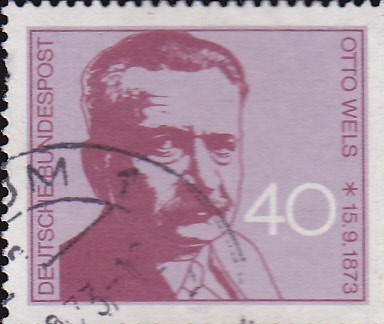 DEUTSCHE BUNDESPOST
OTTO WELS * 15.9.1873
40